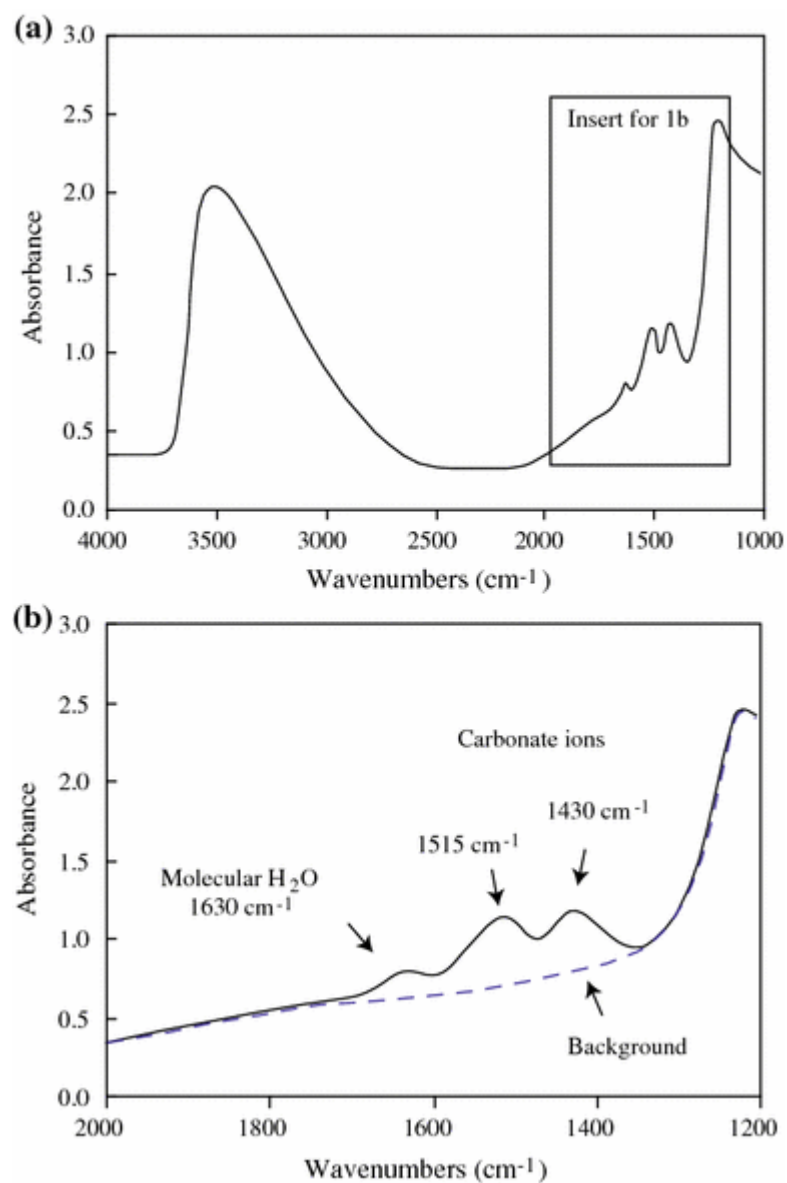 (a)
3.0
2.5
2.0
1.5
1.0
0.5
0.0
Absorbance
Insert for 1b
4000 3500 3000 2500 2000 1500 1000
Wavenumbers (cm-1)
(b)
3.0
2.5
2.0
1.5
1.0
0.5
0.0
Absorbance
Carbonate ions
1430 cm-1
1515 cm-1
Molecular H2O
1630 cm-1
Background
2000 1800 1600 1400 1200
Wavenumbers (cm-1)